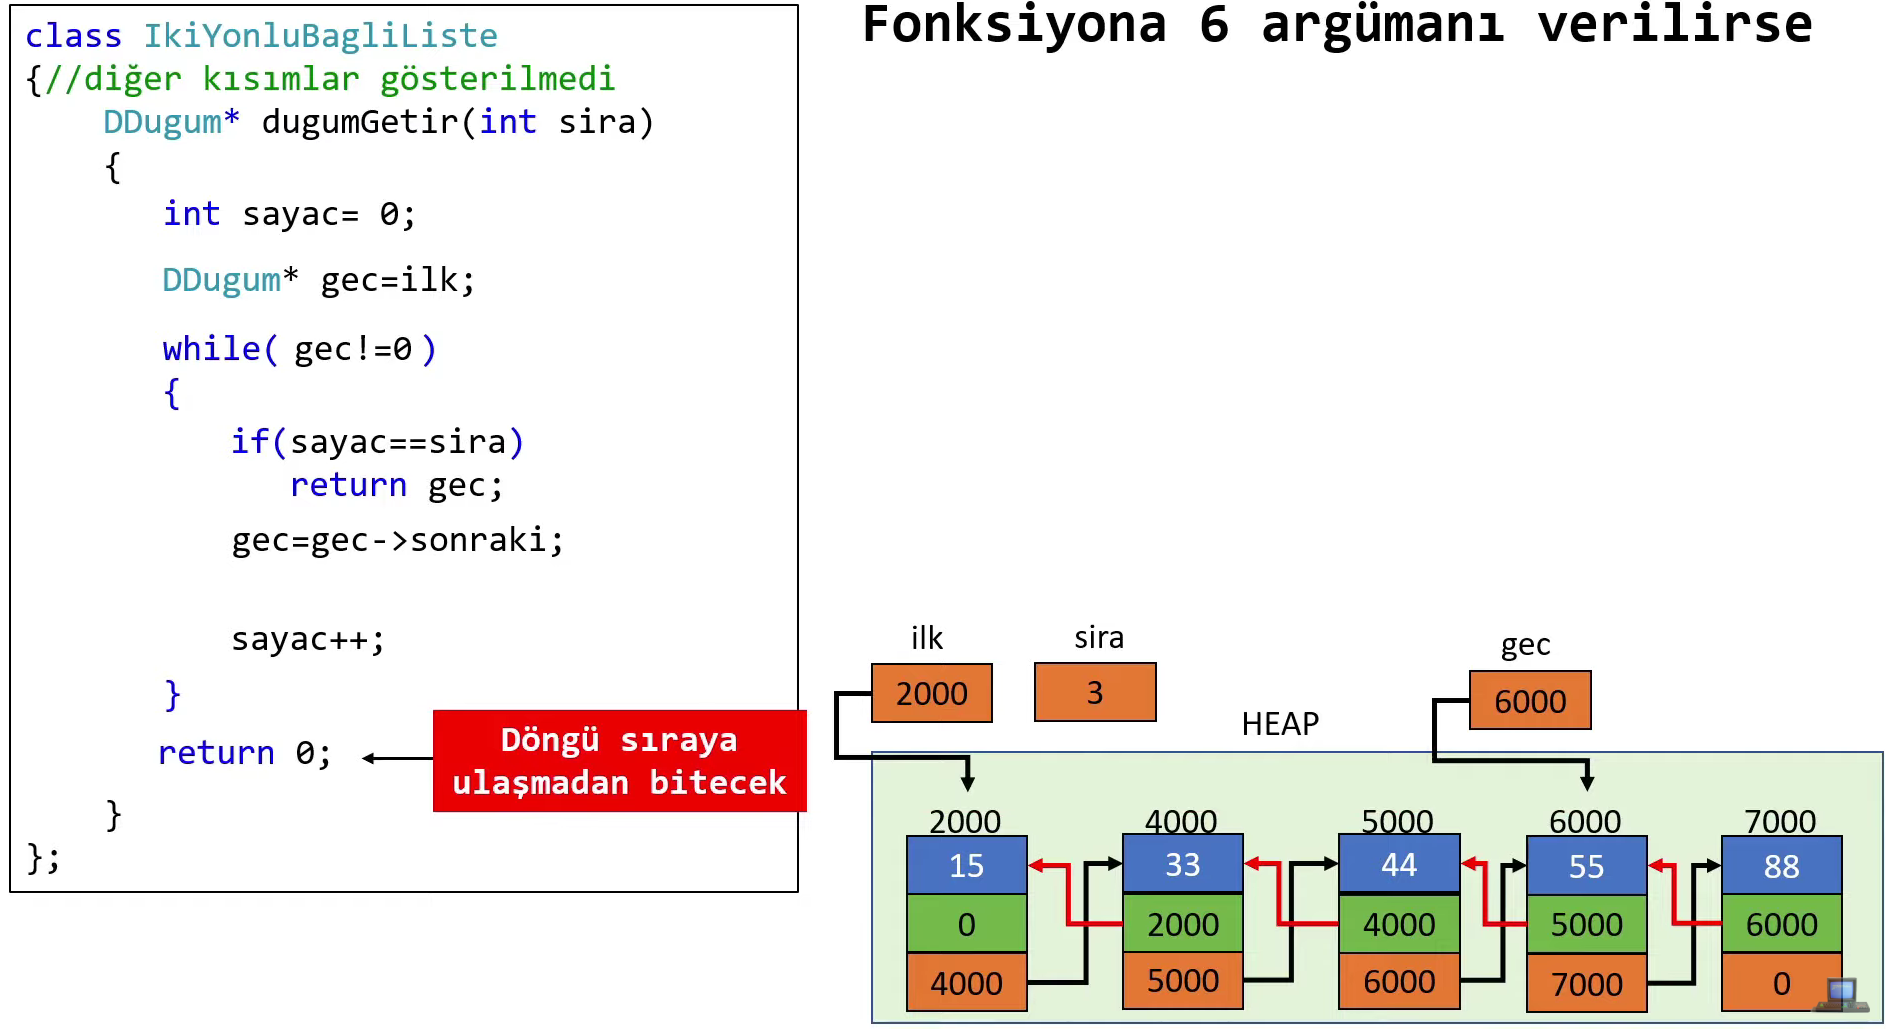 Fonksiyona 6 argümanı verilirse
class IkiYonluBagliListe
{//diğer kısımlar gösterilmedi
DDugum* dugumGetir(int sira)
{
int sayac= 0;
DDugum* gec=ilk;
while( gec!=0 )
{
if(sayac==sira)
return gec;
gec=gec->sonraki;
sayac++;
}
return 0;
}
};
Döngü sıraya
ulaşmadan bitecek
ilk sira gec
2000 3 6000
HEAP
2000 4000 5000 6000 7000
15 33 44 55 88
0 2000 4000 5000 6000
4000 5000 6000 7000 0